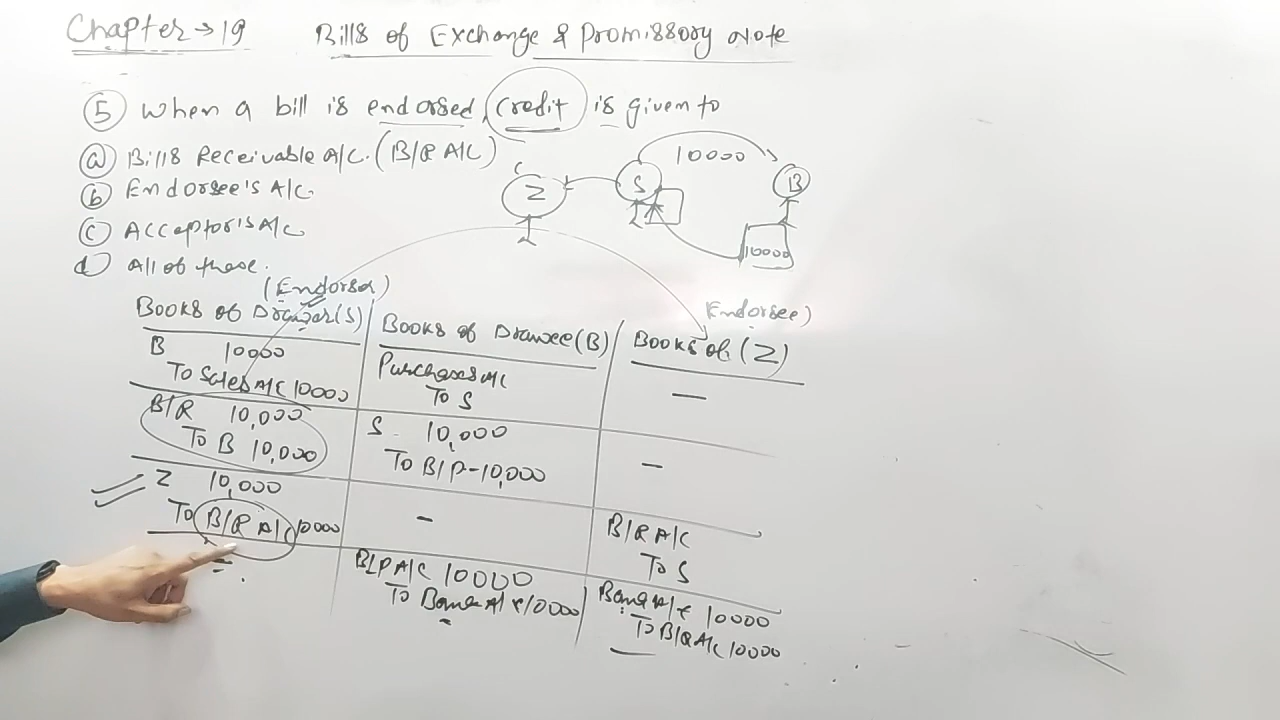 Chapter → 19 Bills of Exchange & Promissory Note
⑤ When a bill is endorsed, credit is given to
ⓐ Bills Receivable A/C. (B/R A/C)
ⓑ Endorsee's A/C.
ⓒ Acceptor's A/C
d) All of these.
10000
Z
S
B
10000
(Endorser)
Books of Drawer(S)
B 10000
To Sales A/C 10000
B/R 10,000
To B 10,000
Z 10,000
To B/R A/C 10000
Books of Drawee(B)
Purchases A/C
To S
S 10,000
To B/P - 10,000
—
B/P A/C 10000
To Bank A/C 10000
Endorsee)
Books of (Z)
—
—
B/R A/C
To S
Bank A/C 10000
To B/R A/C 10000